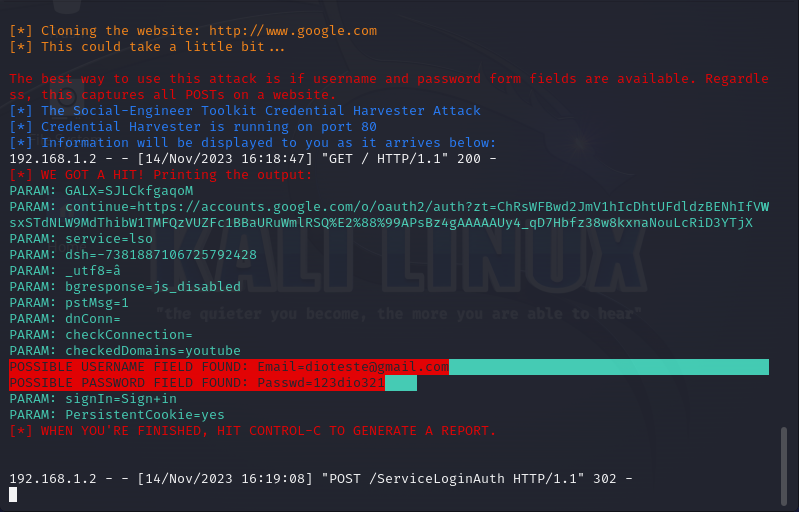 [*] Cloning the website: http://www.google.com
[*] This could take a little bit...
The best way to use this attack is if username and password form fields are available. Regardle
ss, this captures all POSTs on a website.
[*] The Social-Engineer Toolkit Credential Harvester Attack
[*] Credential Harvester is running on port 80
[*] Information will be displayed to you as it arrives below:
192.168.1.2 - - [14/Nov/2023 16:18:47] "GET / HTTP/1.1" 200 -
[*] WE GOT A HIT! Printing the output:
PARAM: GALX=SJLCkfgaqoM
PARAM: continue=https://accounts.google.com/o/oauth2/auth?zt=ChRsWFBwd2JmV1hIcDhtUFdldzBENhIfVW
sxSTdNLW9MdThibW1TMFQzVUZFc1BBaURuWmlRSQ%E2%88%99APsBz4gAAAAAUy4_qD7Hbfz38w8kxnaNouLcRiD3YTjX
PARAM: service=lso
PARAM: dsh=-7381887106725792428
PARAM: _utf8=â
PARAM: bgresponse=js_disabled
PARAM: pstMsg=1
PARAM: dnConn=
PARAM: checkConnection=
PARAM: checkedDomains=youtube
POSSIBLE USERNAME FIELD FOUND: Email=dioteste@gmail.com
POSSIBLE PASSWORD FIELD FOUND: Passwd=123dio321
PARAM: signIn=Sign+in
PARAM: PersistentCookie=yes
[*] WHEN YOU'RE FINISHED, HIT CONTROL-C TO GENERATE A REPORT.
192.168.1.2 - - [14/Nov/2023 16:19:08] "POST /ServiceLoginAuth HTTP/1.1" 302 -
KALI LINUX
"the quieter you become, the more you are able to hear"